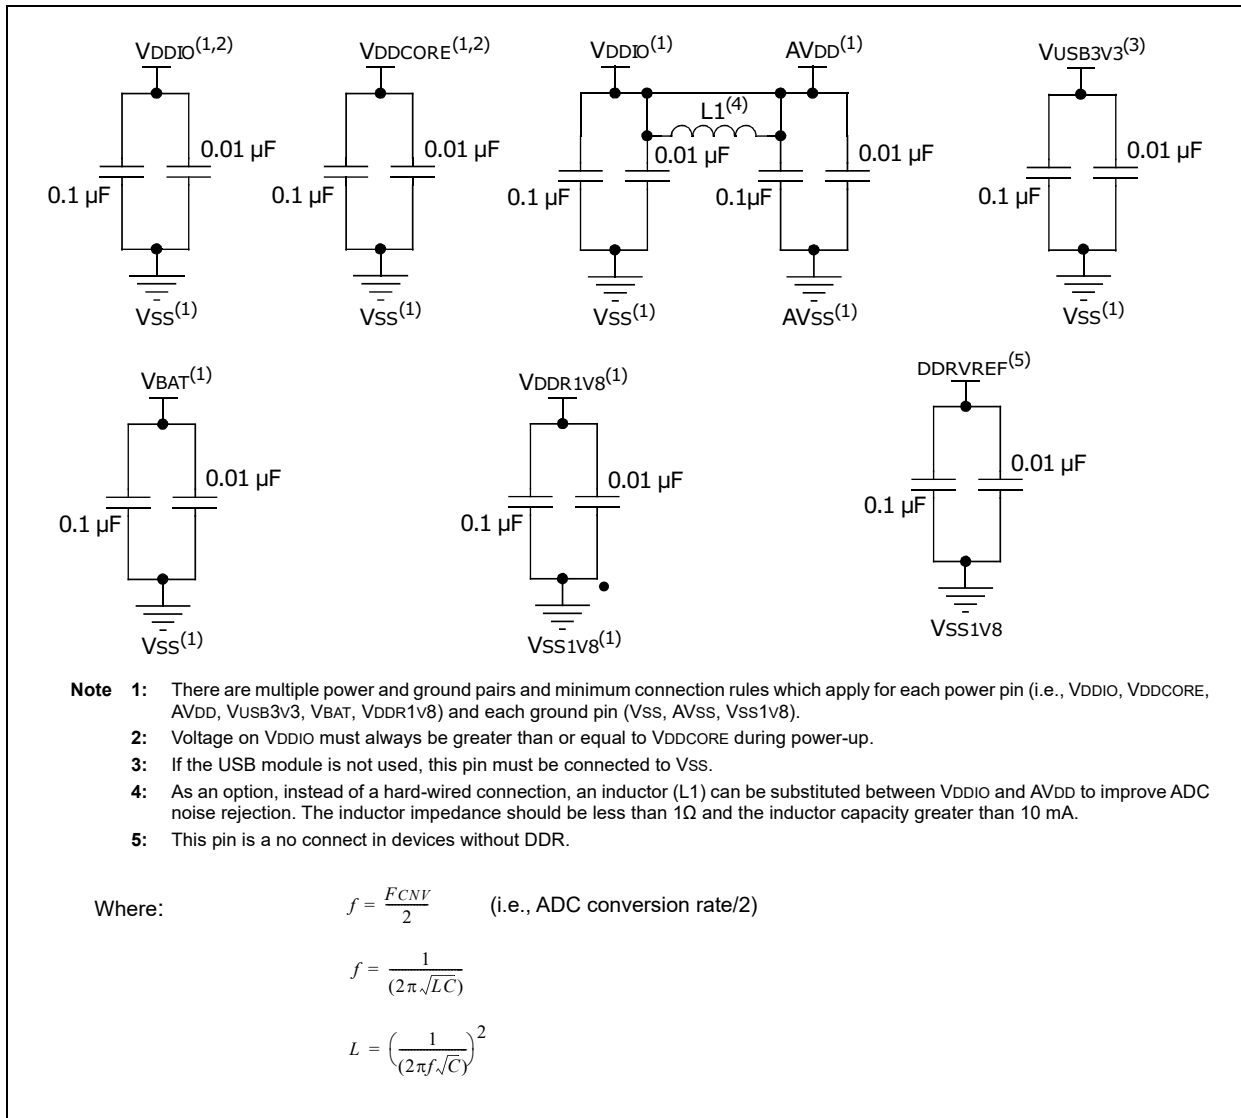 VDDIO(1,2) VDDCORE(1,2) VDDIO(1) AVDD(1) VUSB3V3(3)
L1(4)
0.01 µF 0.01 µF 0.01 µF 0.01 µF 0.01 µF
0.1 µF 0.1 µF 0.1 µF 0.1µF 0.1 µF
VSS(1) VSS(1) VSS(1) AVSS(1) VSS(1)
VBAT(1) VDDR1V8(1) DDRVREF(5)
0.01 µF 0.01 µF 0.01 µF
0.1 µF 0.1 µF 0.1 µF
VSS(1) VSS1V8(1) VSS1V8
Note 1: There are multiple power and ground pairs and minimum connection rules which apply for each power pin (i.e., VDDIO, VDDCORE,
AVDD, VUSB3V3, VBAT, VDDR1V8) and each ground pin (VSS, AVSS, VSS1V8).
2: Voltage on VDDIO must always be greater than or equal to VDDCORE during power-up.
3: If the USB module is not used, this pin must be connected to VSS.
4: As an option, instead of a hard-wired connection, an inductor (L1) can be substituted between VDDIO and AVDD to improve ADC
noise rejection. The inductor impedance should be less than 1Ω and the inductor capacity greater than 10 mA.
5: This pin is a no connect in devices without DDR.
Where: f = FCNV / 2 (i.e., ADC conversion rate/2)
f = 1 / (2π√LC)
L = (1 / (2πf√C))²